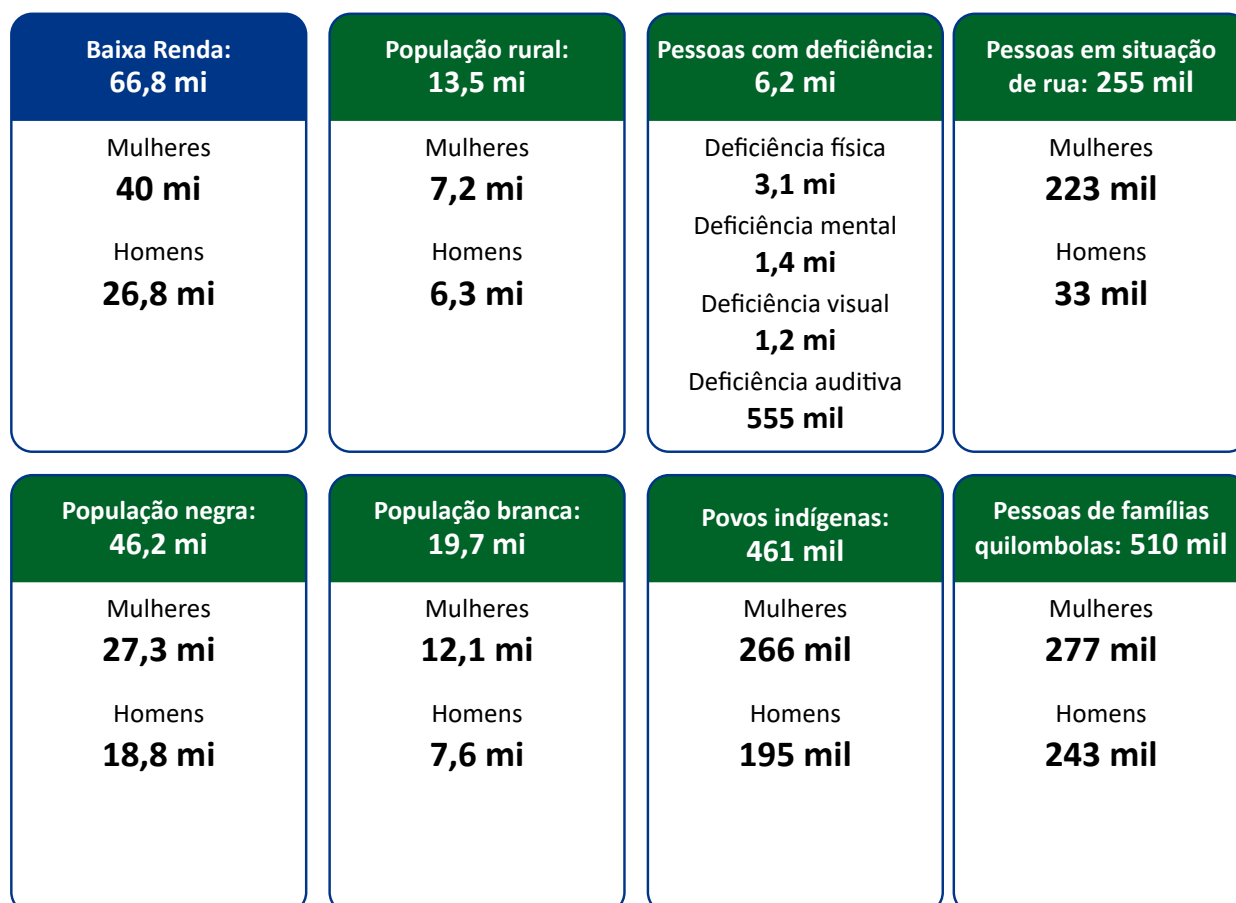 Baixa Renda:
66,8 mi
Mulheres
40 mi
Homens
26,8 mi
População rural:
13,5 mi
Mulheres
7,2 mi
Homens
6,3 mi
Pessoas com deficiência:
6,2 mi
Deficiência física
3,1 mi
Deficiência mental
1,4 mi
Deficiência visual
1,2 mi
Deficiência auditiva
555 mil
Pessoas em situação
de rua: 255 mil
Mulheres
223 mil
Homens
33 mil
População negra:
46,2 mi
Mulheres
27,3 mi
Homens
18,8 mi
População branca:
19,7 mi
Mulheres
12,1 mi
Homens
7,6 mi
Povos indígenas:
461 mil
Mulheres
266 mil
Homens
195 mil
Pessoas de famílias
quilombolas: 510 mil
Mulheres
277 mil
Homens
243 mil